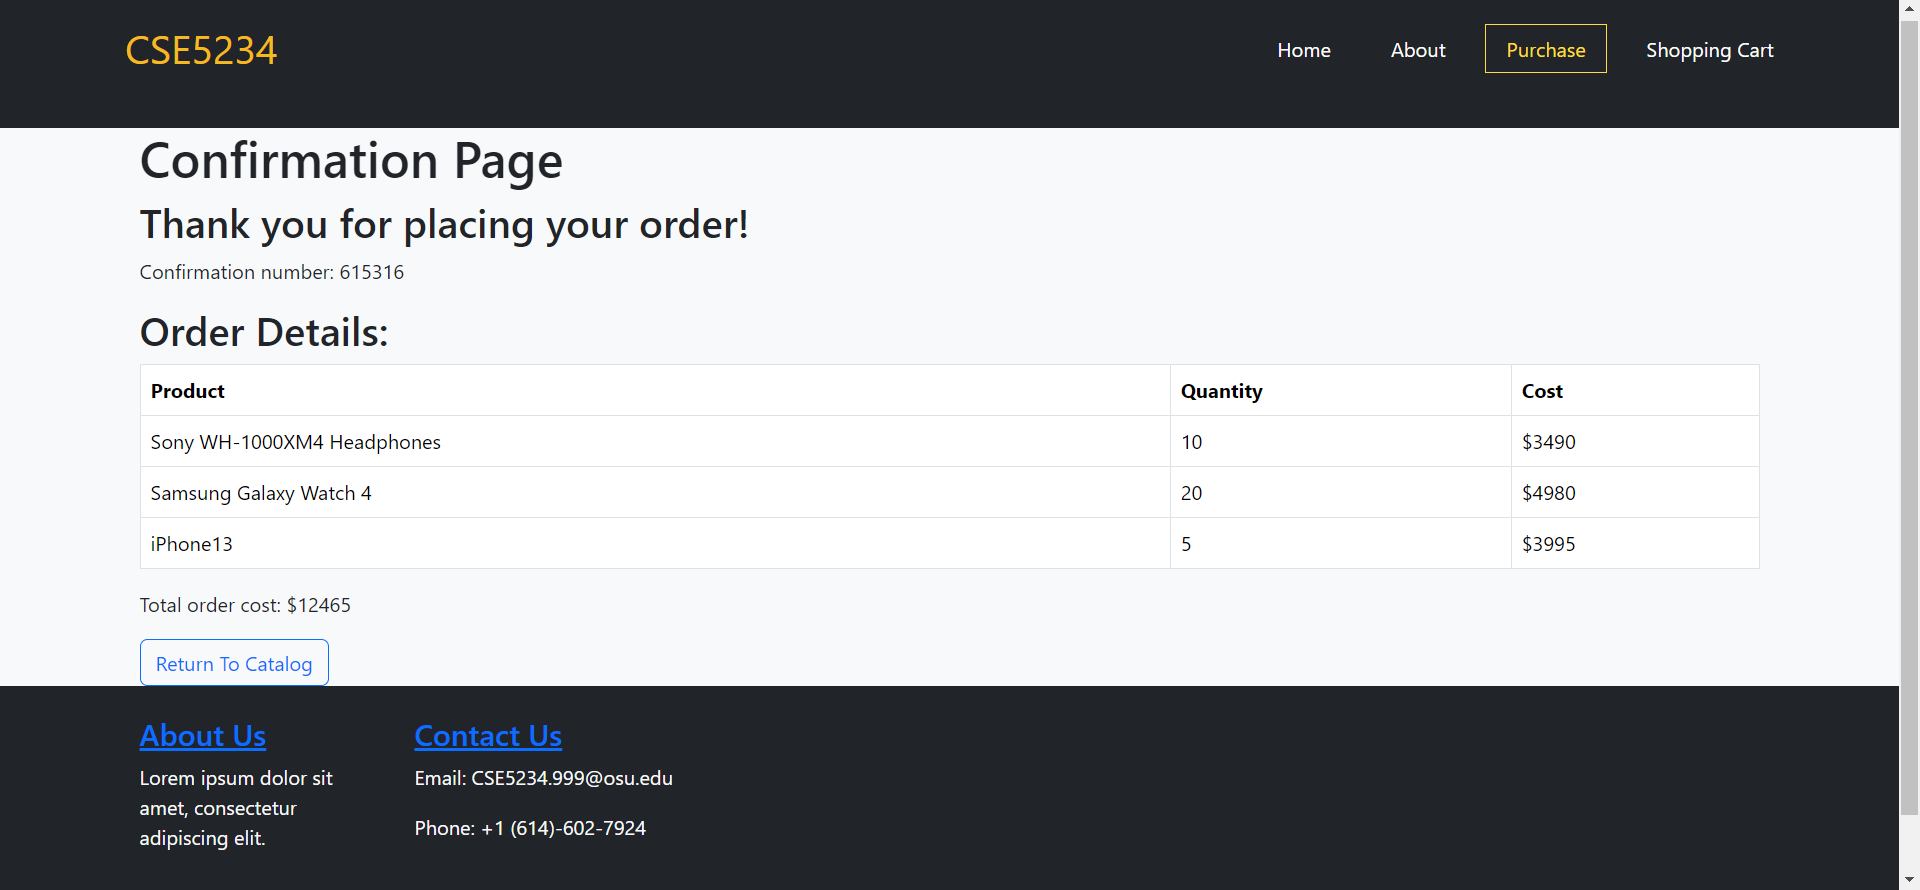 CSE5234
Home About Purchase Shopping Cart
Confirmation Page
Thank you for placing your order!
Confirmation number: 615316
Order Details:
Product Quantity Cost
Sony WH-1000XM4 Headphones 10 $3490
Samsung Galaxy Watch 4 20 $4980
iPhone13 5 $3995
Total order cost: $12465
Return To Catalog
About Us
Lorem ipsum dolor sit
amet, consectetur
adipiscing elit.
Contact Us
Email: CSE5234.999@osu.edu
Phone: +1 (614)-602-7924